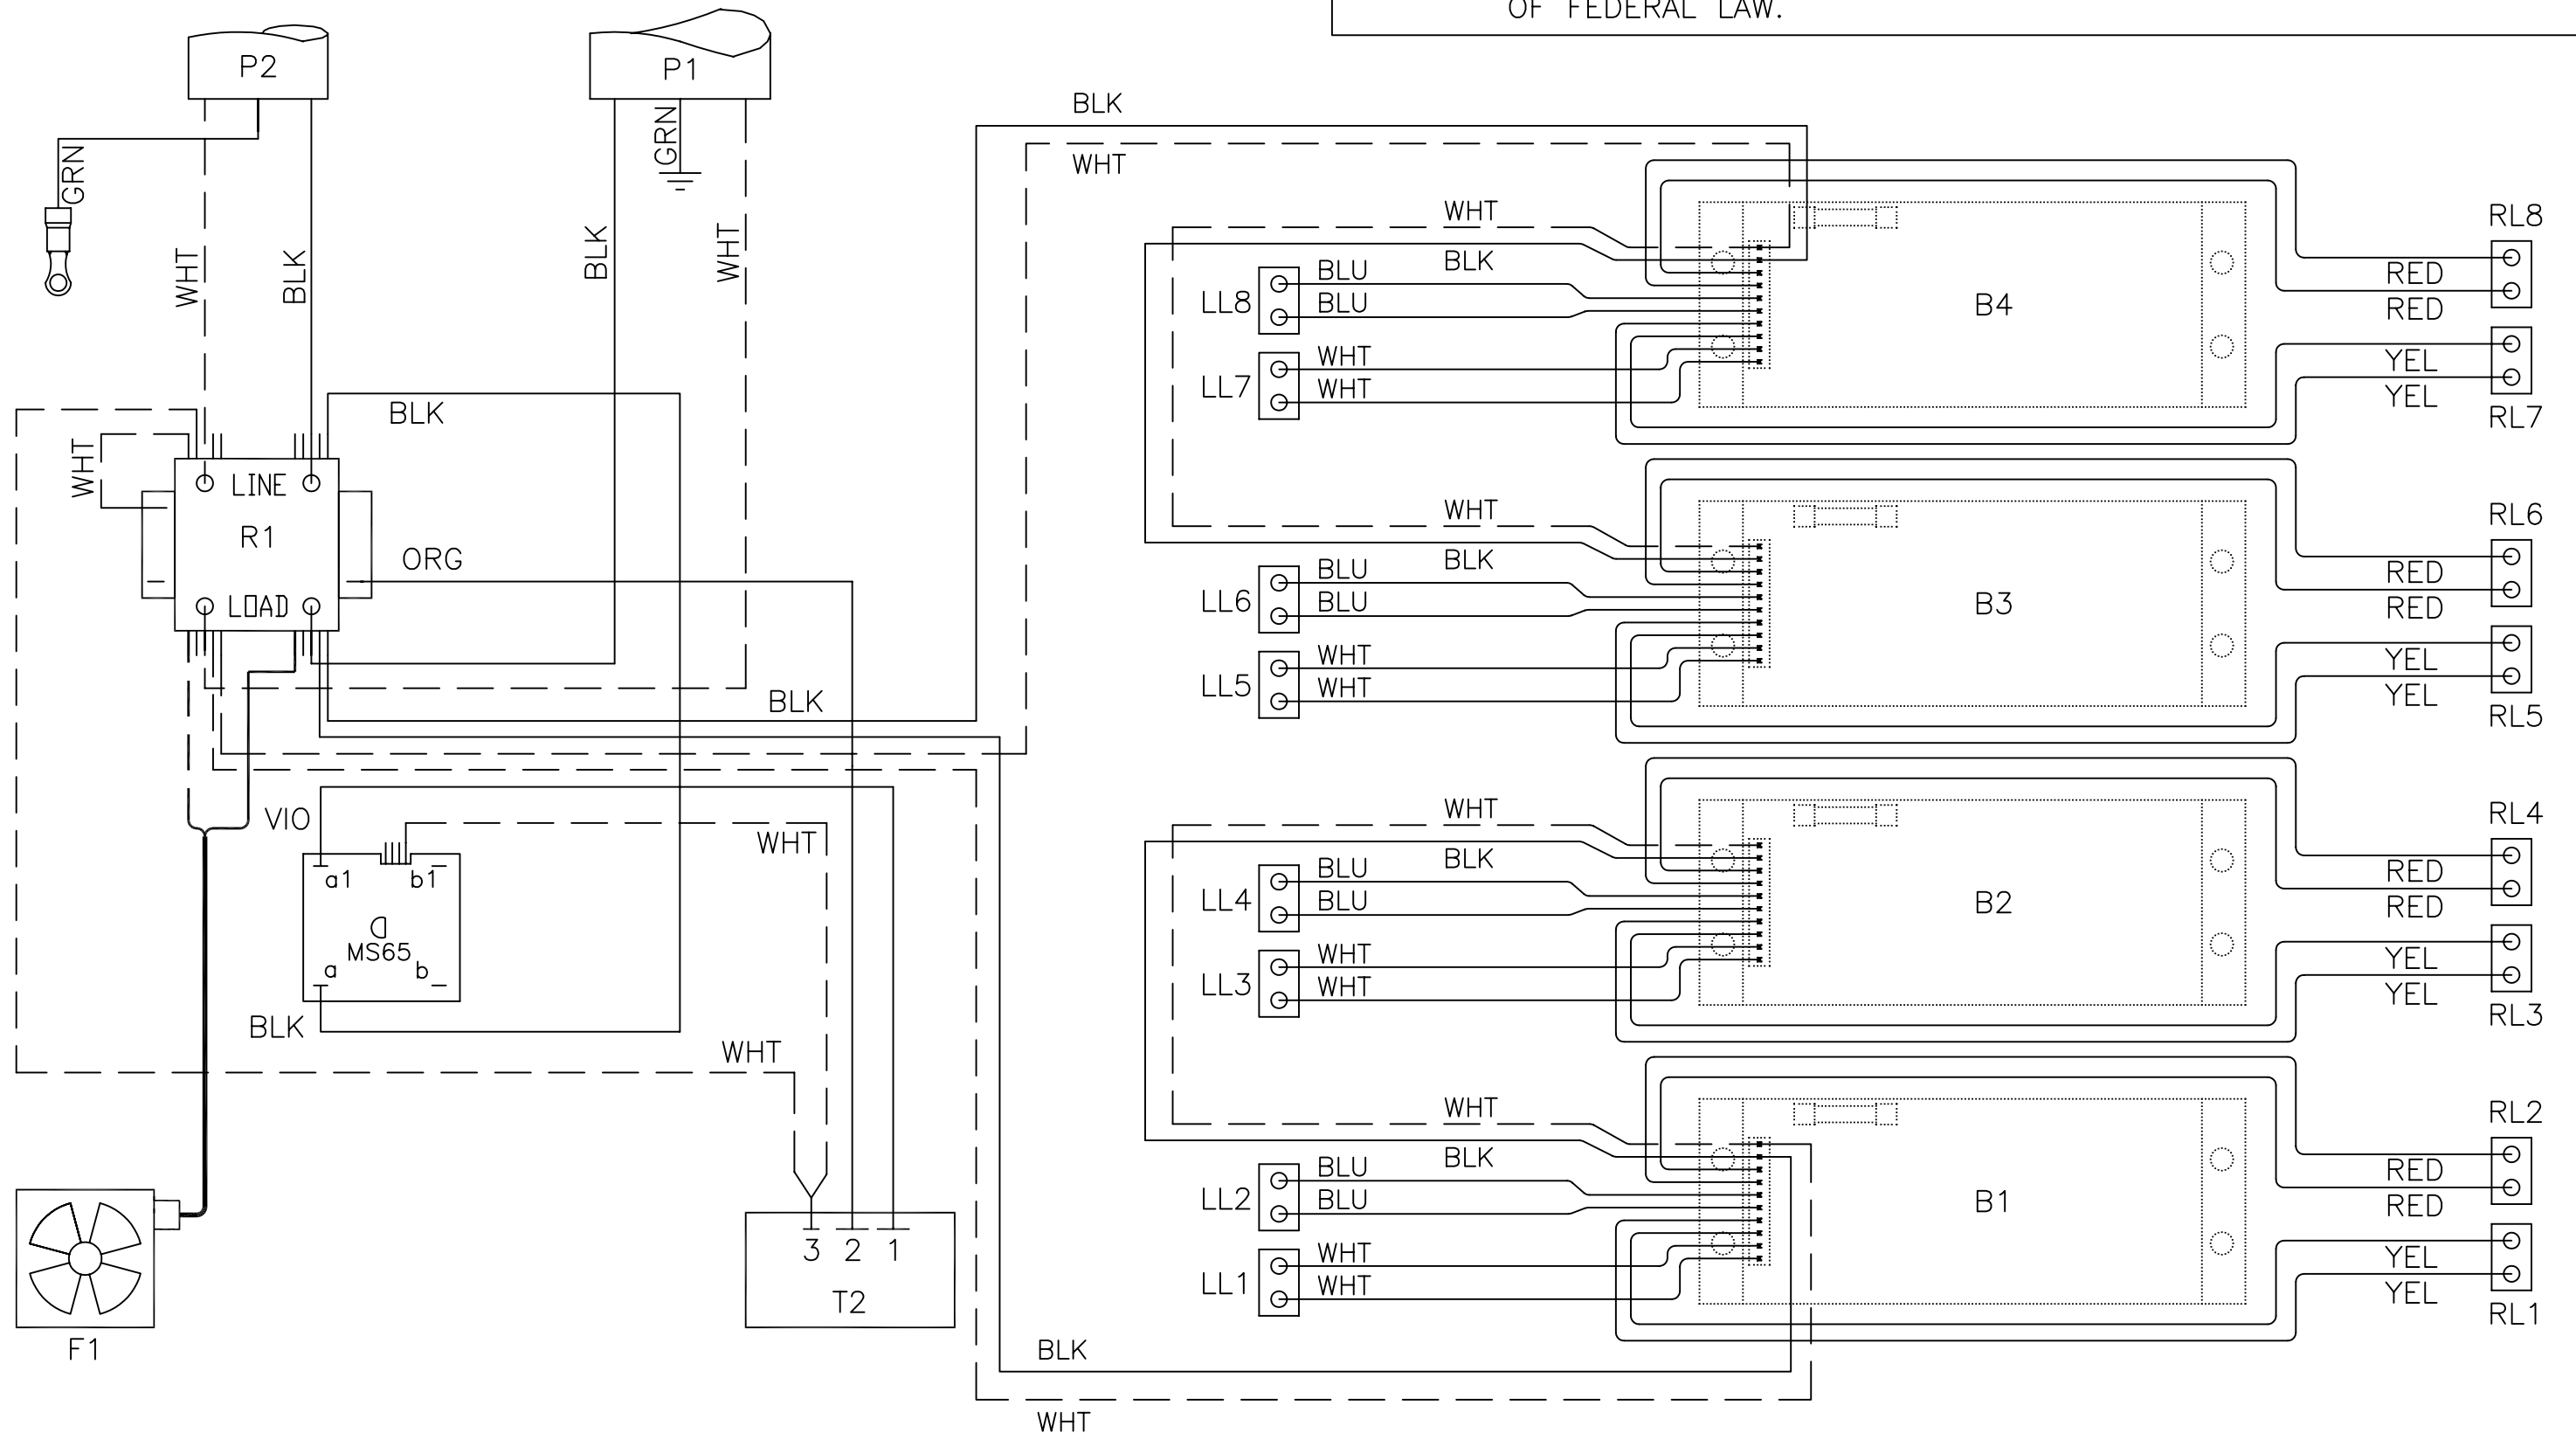 OF FEDERAL LAW.
P2
P1
GRN
GRN
WHT
BLK
BLK
WHT
BLK
WHT
WHT
BLK
RL8
LL8
BLU
BLU
B4
RED
RED
LL7
WHT
WHT
YEL
YEL
RL7
BLK
WHT
LINE
R1
ORG
LOAD
WHT
BLK
RL6
LL6
BLU
BLU
B3
RED
RED
LL5
WHT
WHT
YEL
YEL
RL5
BLK
VIO
WHT
a1
b1
MS65
a
b
BLK
WHT
WHT
BLK
RL4
LL4
BLU
BLU
B2
RED
RED
LL3
WHT
WHT
YEL
YEL
RL3
WHT
BLK
RL2
LL2
BLU
BLU
B1
RED
RED
LL1
WHT
WHT
YEL
YEL
RL1
3 2 1
T2
F1
BLK
WHT